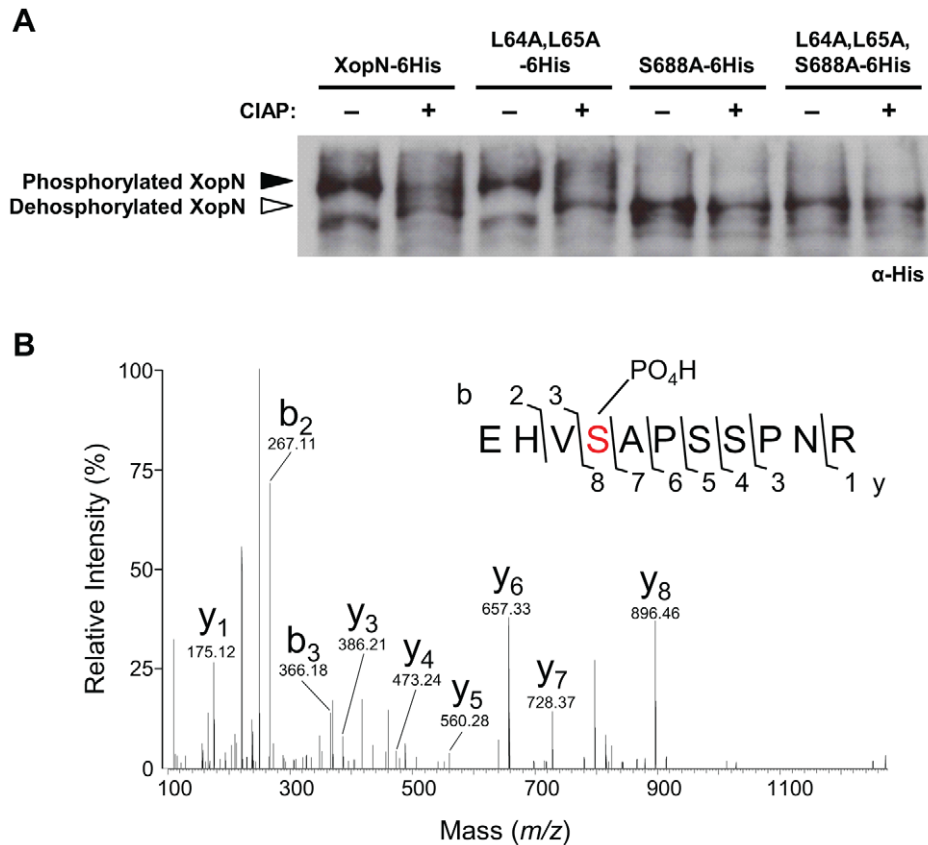 A
XopN-6His
L64A,L65A
-6His
S688A-6His
L64A,L65A,
S688A-6His
CIAP: – + – + – + – +
Phosphorylated XopN
Dehosphorylated XopN
α-His
B
Relative Intensity (%)
100
75
50
25
0
b 2 3
PO₄H
E H V S A P S S P N R
8 7 6 5 4 3 1 y
b₂
267.11
y₁
175.12
b₃
366.18
y₃
386.21
y₄
473.24
y₅
560.28
y₆
657.33
y₇
728.37
y₈
896.46
100 300 500 700 900 1100
Mass (m/z)